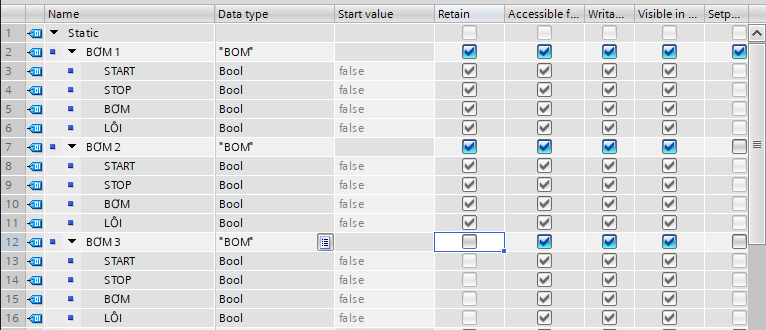 Name Data type Start value Retain Accessible f... Writa... Visible in ... Setp...
1 Static
2 BƠM 1 "BOM"
3 START Bool false
4 STOP Bool false
5 BƠM Bool false
6 LỖI Bool false
7 BƠM 2 "BOM"
8 START Bool false
9 STOP Bool false
10 BƠM Bool false
11 LỖI Bool false
12 BƠM 3 "BOM"
13 START Bool false
14 STOP Bool false
15 BƠM Bool false
16 LỖI Bool false